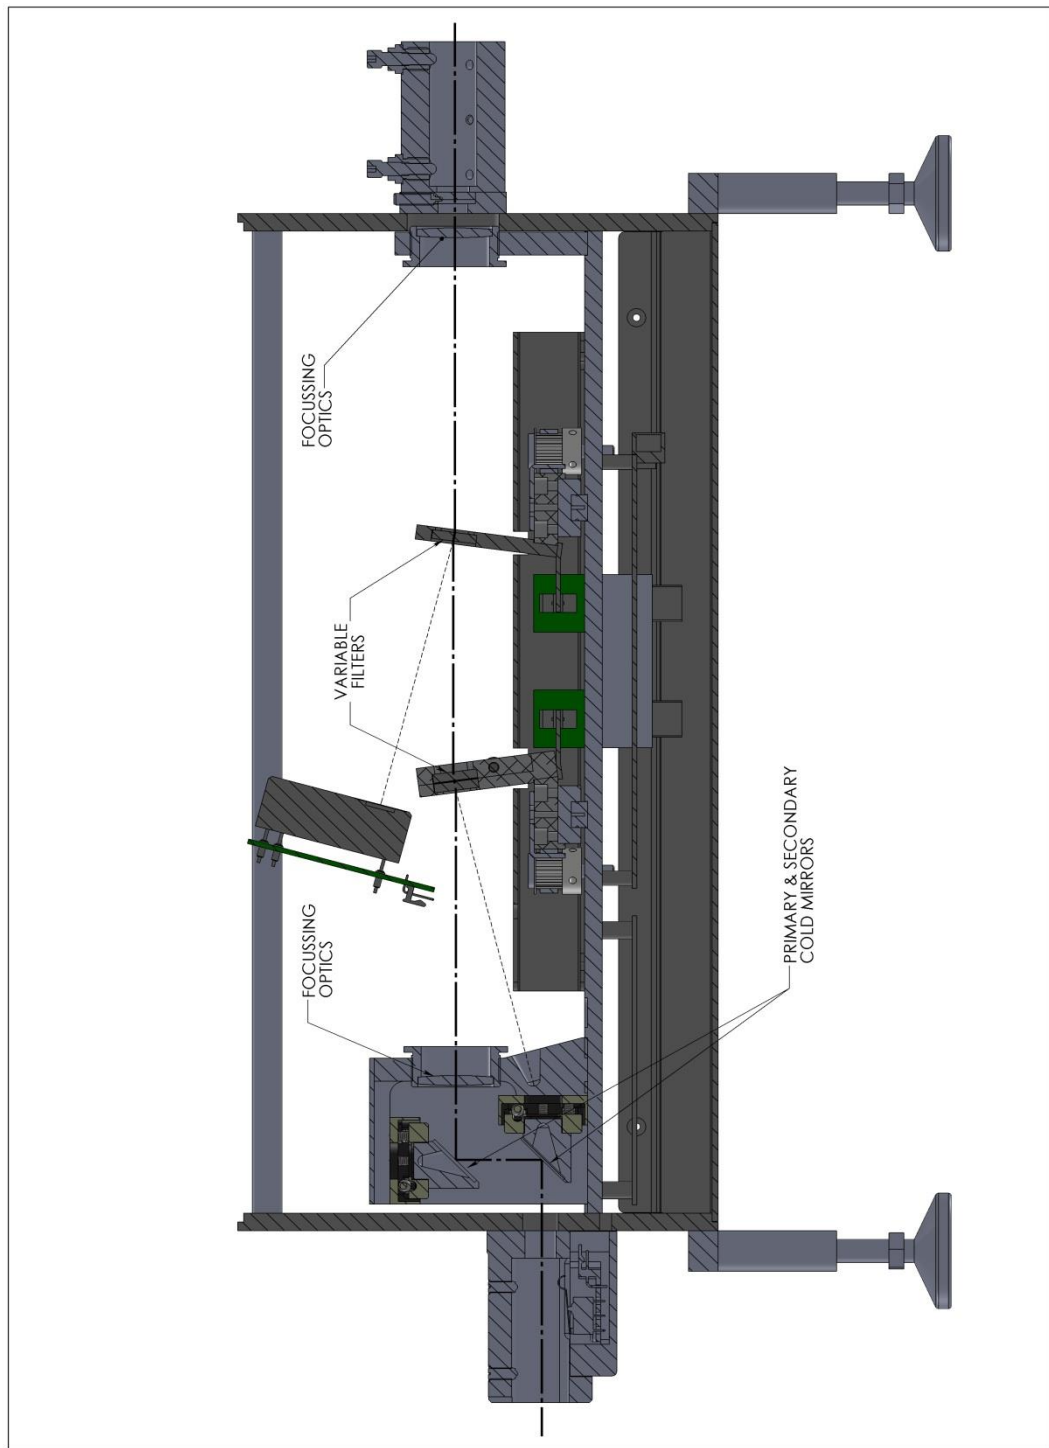 FOCUSSING
OPTICS
VARIABLE
FILTERS
FOCUSSING
OPTICS
PRIMARY & SECONDARY
COLD MIRRORS